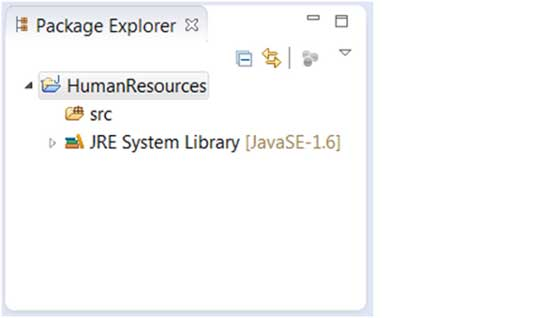 Package Explorer
HumanResources
src
JRE System Library [JavaSE-1.6]